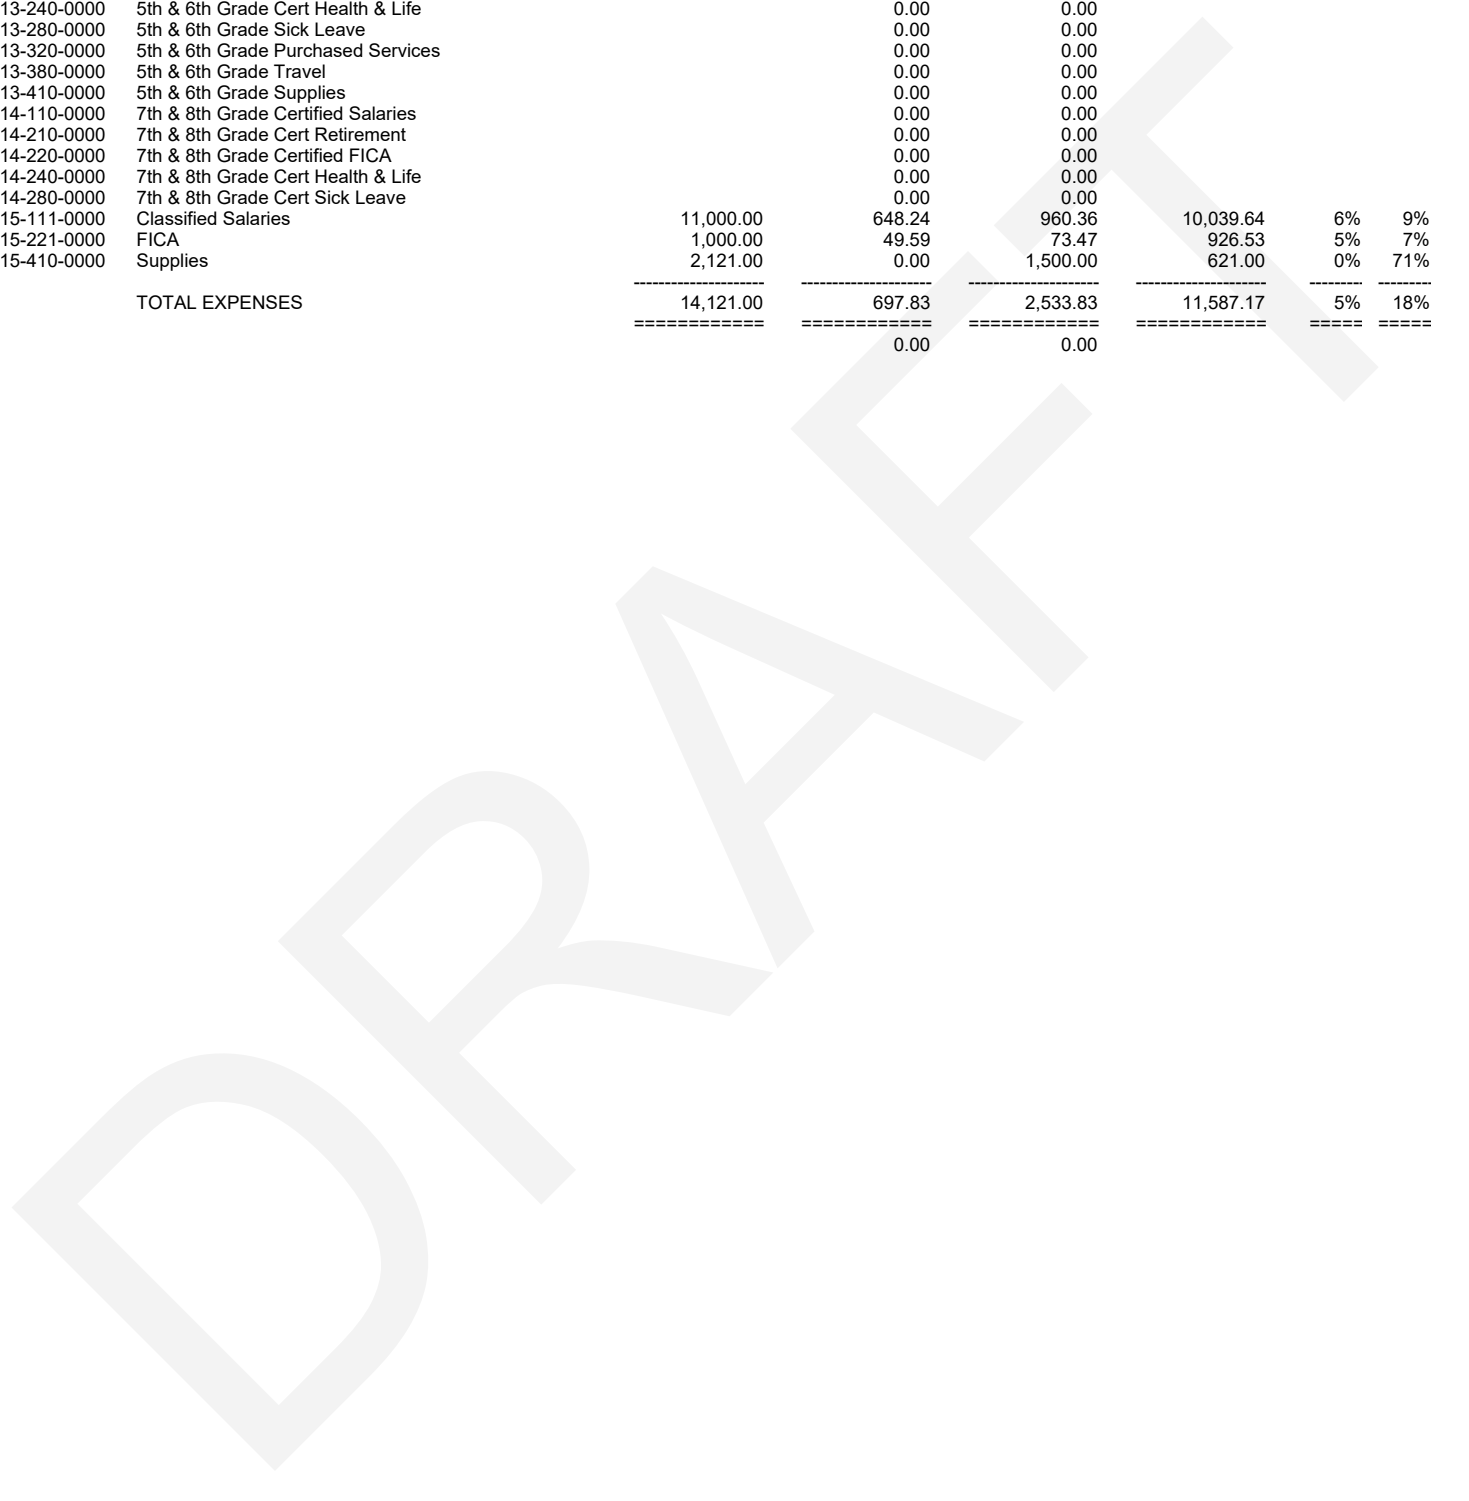 13-240-0000 5th & 6th Grade Cert Health & Life 0.00 0.00
13-280-0000 5th & 6th Grade Sick Leave 0.00 0.00
13-320-0000 5th & 6th Grade Purchased Services 0.00 0.00
13-380-0000 5th & 6th Grade Travel 0.00 0.00
13-410-0000 5th & 6th Grade Supplies 0.00 0.00
14-110-0000 7th & 8th Grade Certified Salaries 0.00 0.00
14-210-0000 7th & 8th Grade Cert Retirement 0.00 0.00
14-220-0000 7th & 8th Grade Certified FICA 0.00 0.00
14-240-0000 7th & 8th Grade Cert Health & Life 0.00 0.00
14-280-0000 7th & 8th Grade Cert Sick Leave 0.00 0.00
15-111-0000 Classified Salaries 11,000.00 648.24 960.36 10,039.64 6% 9%
15-221-0000 FICA 1,000.00 49.59 73.47 926.53 5% 7%
15-410-0000 Supplies 2,121.00 0.00 1,500.00 621.00 0% 71%
--------------------- --------------------- --------------------- --------------------- -------- --------
TOTAL EXPENSES 14,121.00 697.83 2,533.83 11,587.17 5% 18%
============ ============ ============ ============ ===== =====
0.00 0.00
DRAFT